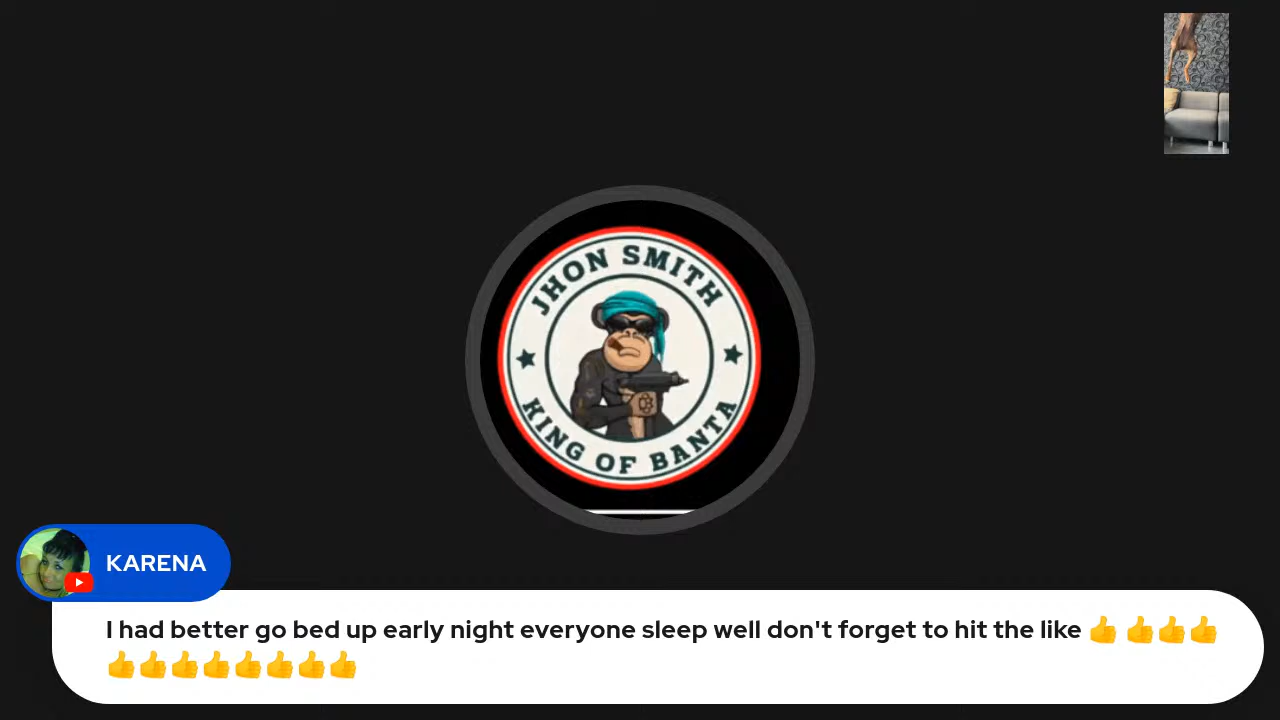 JHON SMITH
KING OF BANTA
KARENA
I had better go bed up early night everyone sleep well don't forget to hit the like 👍 👍👍👍
👍👍👍👍👍👍👍👍